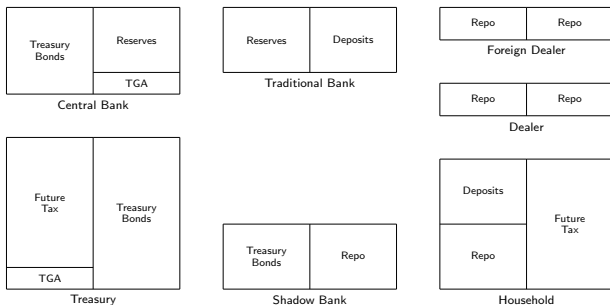 Treasury
Bonds
Reserves
TGA
Central Bank
Reserves
Deposits
Traditional Bank
Repo
Repo
Foreign Dealer
Repo
Repo
Dealer
Future
Tax
TGA
Treasury
Bonds
Treasury
Treasury
Bonds
Repo
Shadow Bank
Deposits
Repo
Future
Tax
Household